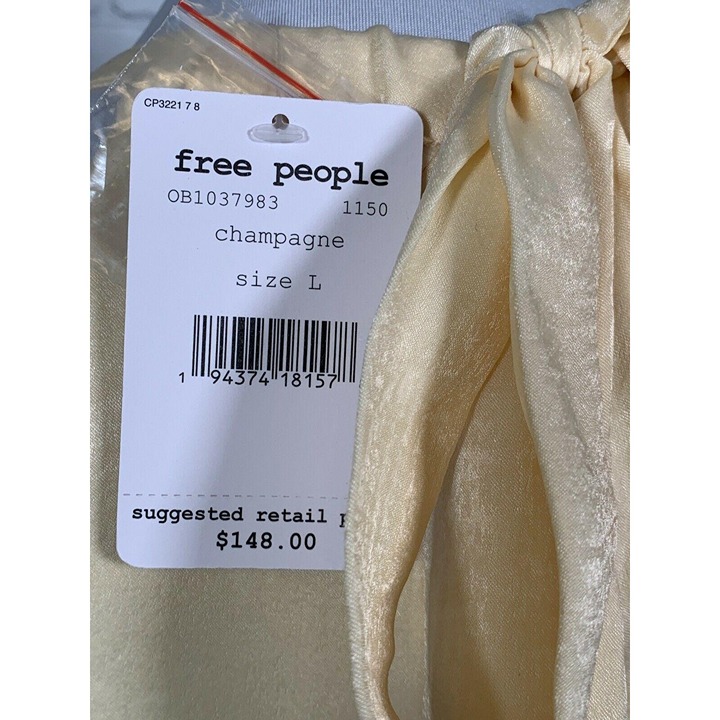 CP3221 7 8
free people
OB1037983 1150
champagne
size L
1 94374 18157
suggested retail
$148.00